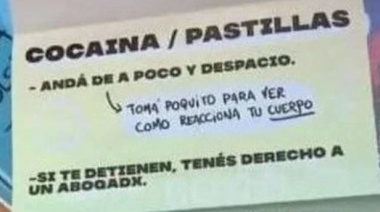 COCAINA / PASTILLAS
- ANDÁ DE A POCO Y DESPACIO.
TOMÁ POQUITO PARA VER
COMO REACCIONA TU CUERPO
-SI TE DETIENEN, TENÉS DERECHO A
UN ABOGADX.